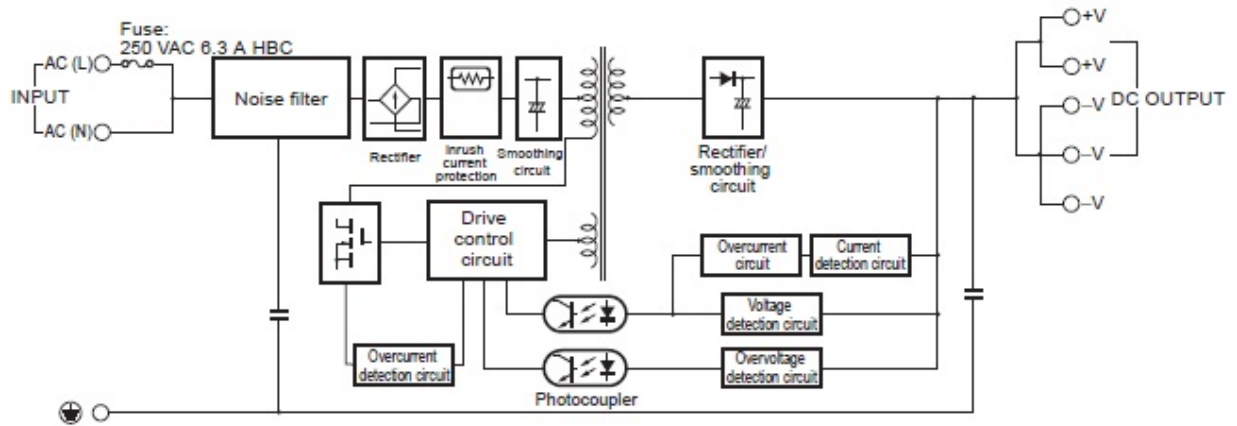 Fuse:
250 VAC 6.3 A HBC
AC (L)
INPUT
AC (N)
Noise filter
Rectifier
Inrush
current
protection
Smoothing
circuit
Rectifier/
smoothing
circuit
+V
+V
–V
DC OUTPUT
–V
–V
Drive
control
circuit
Overcurrent
circuit
Current
detection circuit
Voltage
detection circuit
Overcurrent
detection circuit
Overvoltage
detection circuit
Photocoupler